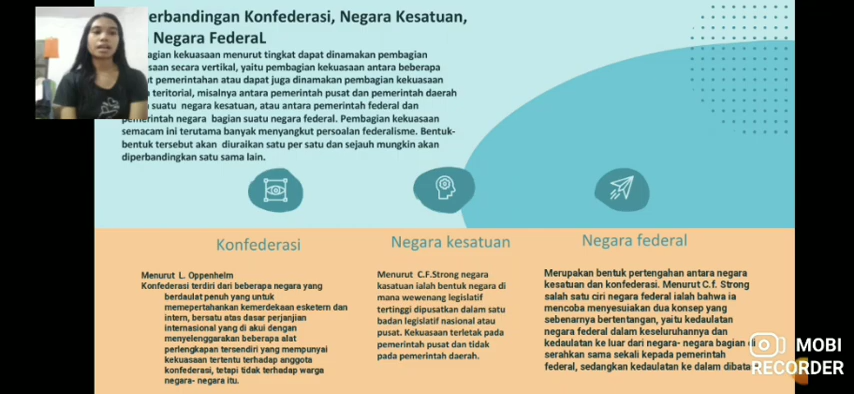 erbandingan Konfederasi, Negara Kesatuan,
Negara FederaL
agian kekuasaan menurut tingkat dapat dinamakan pembagian
saan secara vertikal, yaitu pembagian kekuasaan antara beberapa
at pemerintahan atau dapat juga dinamakan pembagian kekuasaan
teritorial, misalnya antara pemerintah pusat dan pemerintah daerah
suatu negara kesatuan, atau antara pemerintah federal dan
pemerintah negara bagian suatu negara federal. Pembagian kekuasaan
semacam ini terutama banyak menyangkut persoalan federalisme. Bentuk-
bentuk tersebut akan diuraikan satu per satu dan sejauh mungkin akan
diperbandingkan satu sama lain.
Konfederasi
Menurut L. Oppenhelm
Konfederasi terdiri dari beberapa negara yang
berdaulat penuh yang untuk
memepertahankan kemerdekaan esketern dan
intern, bersatu atas dasar perjanjian
internasional yang di akui dengan
menyelenggarakan beberapa alat
perlengkapan tersendiri yang mempunyai
kekuasaan tertentu terhadap anggota
konfederasi, tetapi tidak terhadap warga
negara- negara itu.
Negara kesatuan
Menurut C.F.Strong negara
kasatuan ialah bentuk negara di
mana wewenang legislatif
tertinggi dipusatkan dalam satu
badan legislatif nasional atau
pusat. Kekuasaan terletak pada
pemerintah pusat dan tidak
pada pemerintah daerah.
Negara federal
Merupakan bentuk pertengahan antara negara
kesatuan dan konfederasi. Menurut C.f. Strong
salah satu ciri negara federal ialah bahwa ia
mencoba menyesuaikan dua konsep yang
sebenarnya bertentangan, yaitu kedaulatan
negara federal dalam keseluruhannya dan
kedaulatan ke luar dari negara- negara bagian di
serahkan sama sekali kepada pemerintah
federal, sedangkan kedaulatan ke dalam dibata
MOBI
RECORDER